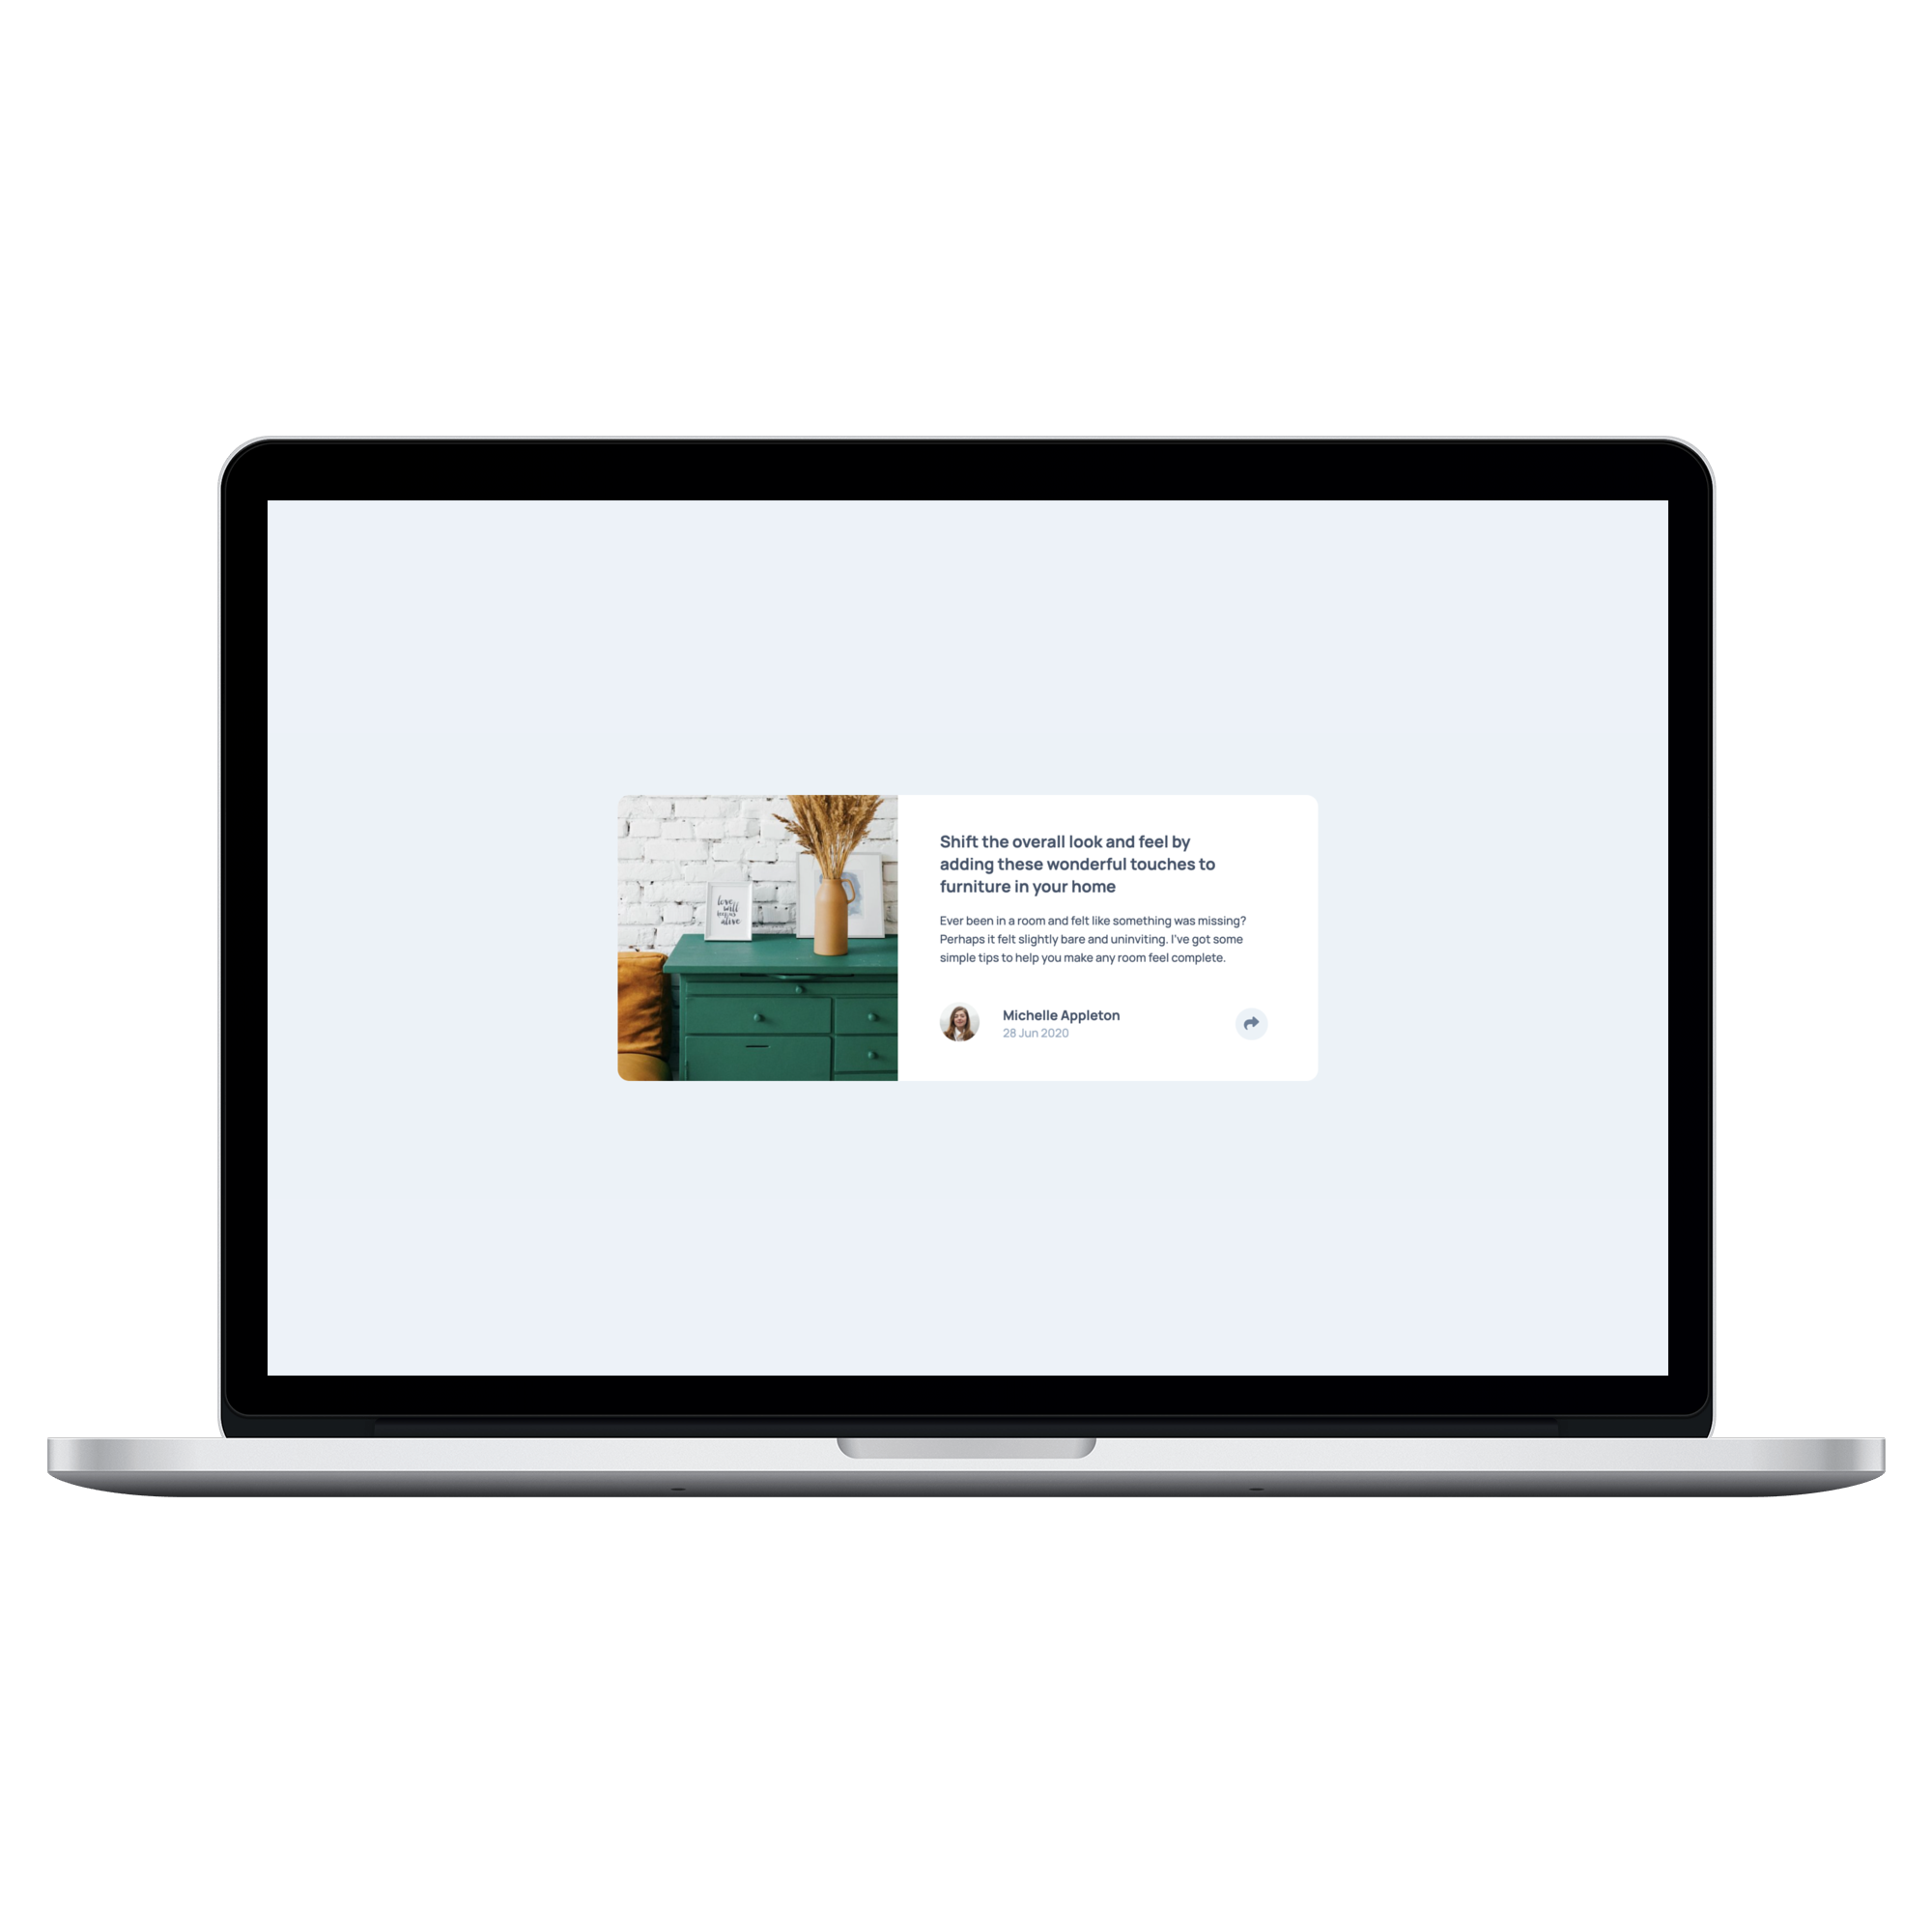 love
will
keep us
alive
Shift the overall look and feel by
adding these wonderful touches to
furniture in your home
Ever been in a room and felt like something was missing?
Perhaps it felt slightly bare and uninviting. I've got some
simple tips to help you make any room feel complete.
Michelle Appleton
28 Jun 2020